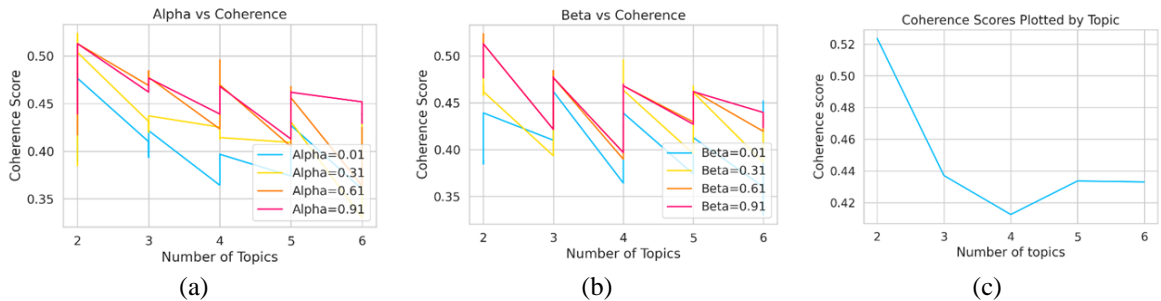 Alpha vs Coherence
Coherence Score
0.50
0.45
0.40
0.35
Alpha=0.01
Alpha=0.31
Alpha=0.61
Alpha=0.91
2 3 4 5 6
Number of Topics
(a)
Beta vs Coherence
Coherence Score
0.50
0.45
0.40
0.35
Beta=0.01
Beta=0.31
Beta=0.61
Beta=0.91
2 3 4 5 6
Number of Topics
(b)
Coherence Scores Plotted by Topic
Coherence score
0.52
0.50
0.48
0.46
0.44
0.42
2 3 4 5 6
Number of topics
(c)